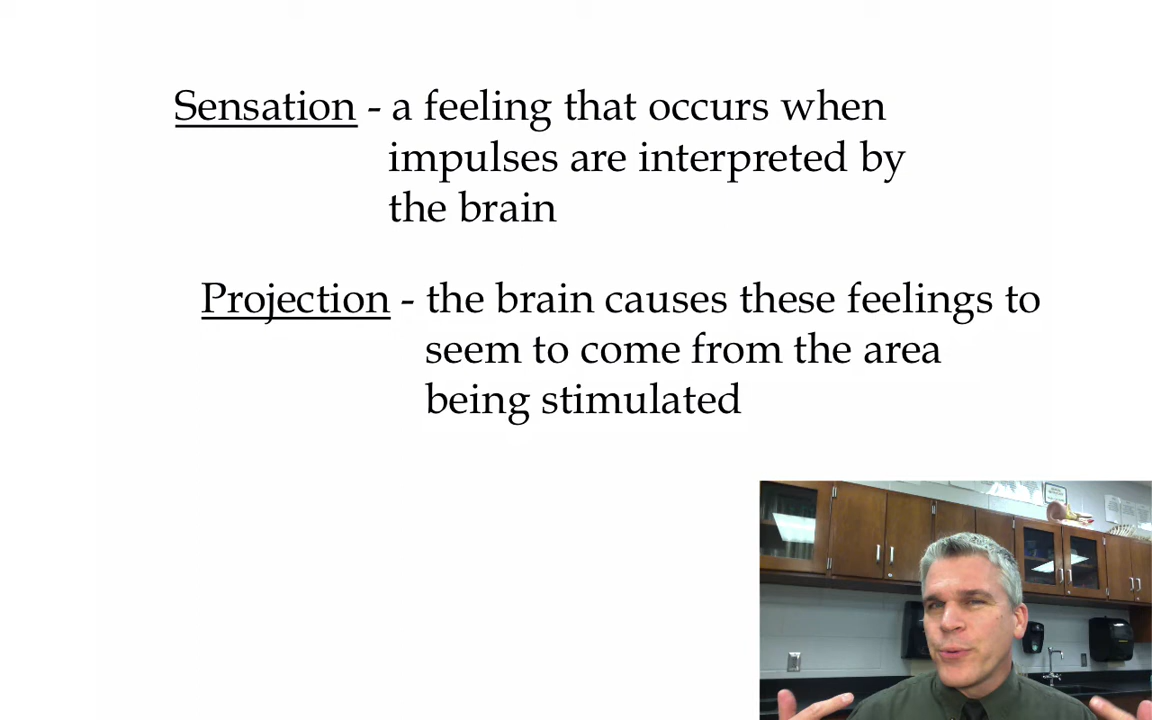 Sensation - a feeling that occurs when
impulses are interpreted by
the brain
Projection - the brain causes these feelings to
seem to come from the area
being stimulated